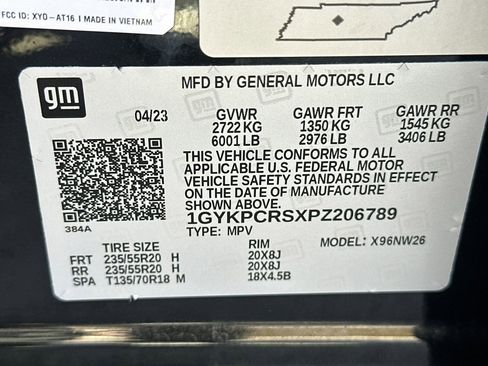 FCC ID: XYO-AT16 | MADE IN VIETNAM
gm
MFD BY GENERAL MOTORS LLC
04/23 GVWR GAWR FRT GAWR RR
2722 KG 1350 KG 1545 KG
6001 LB 2976 LB 3406 LB
THIS VEHICLE CONFORMS TO ALL
APPLICABLE U.S. FEDERAL MOTOR
VEHICLE SAFETY STANDARDS IN EFFECT
ON THE DATE OF MANUFACTURE
SHOWN ABOVE.
384A 1GYKPCRSXPZ206789
TYPE: MPV MODEL: X96NW26
TIRE SIZE RIM
FRT 235/55R20 H 20X8J
RR 235/55R20 H 20X8J
SPA T135/70R18 M 18X4.5B